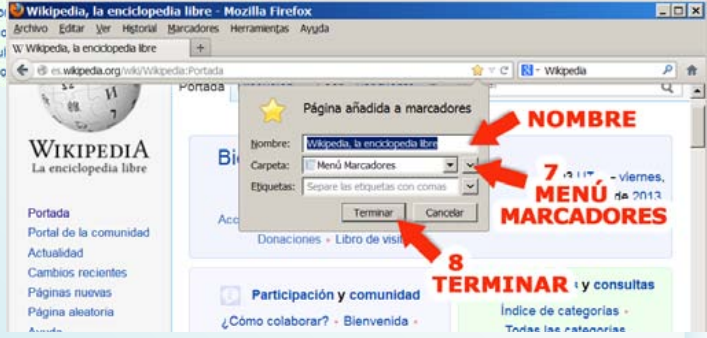 Wikipedia, la enciclopedia libre - Mozilla Firefox
Archivo Editar Ver Historial Marcadores Herramientas Ayuda
W Wikipedia, la enciclopedia libre +
es.wikipedia.org/wiki/Wikipedia:Portada 8 - Wikipedia
Portada
Página añadida a marcadores
Nombre: Wikipedia, la enciclopedia libre
NOMBRE
Carpeta: Menú Marcadores
7
MENÚ
MARCADORES
- viernes,
de 2013
Etiquetas: Separe las etiquetas con comas
Terminar Cancelar
8
TERMINAR
WIKIPEDIA
La enciclopedia libre
Portada
Portal de la comunidad
Actualidad
Cambios recientes
Páginas nuevas
Página aleatoria
Ayuda
Donaciones • Libro de
Participación y comunidad
¿Cómo colaborar? • Bienvenida •
y consultas
Índice de categorías •
Todas las categorías